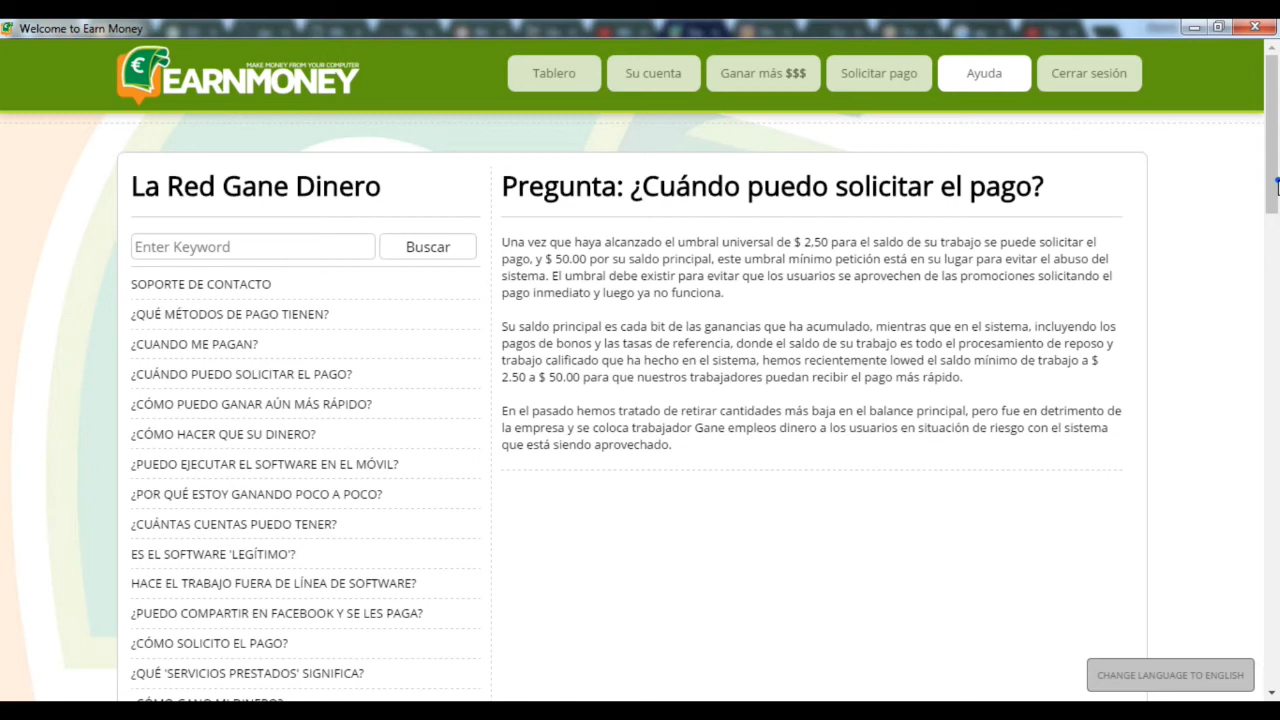 Welcome to Earn Money
MAKE MONEY FROM YOUR COMPUTER
€ EARNMONEY
Tablero
Su cuenta
Ganar más $$$
Solicitar pago
Ayuda
Cerrar sesión
La Red Gane Dinero
Enter Keyword
Buscar
SOPORTE DE CONTACTO
¿QUÉ MÉTODOS DE PAGO TIENEN?
¿CUANDO ME PAGAN?
¿CUÁNDO PUEDO SOLICITAR EL PAGO?
¿CÓMO PUEDO GANAR AÚN MÁS RÁPIDO?
¿CÓMO HACER QUE SU DINERO?
¿PUEDO EJECUTAR EL SOFTWARE EN EL MÓVIL?
¿POR QUÉ ESTOY GANANDO POCO A POCO?
¿CUÁNTAS CUENTAS PUEDO TENER?
ES EL SOFTWARE 'LEGÍTIMO'?
HACE EL TRABAJO FUERA DE LÍNEA DE SOFTWARE?
¿PUEDO COMPARTIR EN FACEBOOK Y SE LES PAGA?
¿CÓMO SOLICITO EL PAGO?
¿QUÉ 'SERVICIOS PRESTADOS' SIGNIFICA?
¿CÓMO GANO MI DINERO?
Pregunta: ¿Cuándo puedo solicitar el pago?
Una vez que haya alcanzado el umbral universal de $ 2,50 para el saldo de su trabajo se puede solicitar el
pago, y $ 50.00 por su saldo principal, este umbral mínimo petición está en su lugar para evitar el abuso del
sistema. El umbral debe existir para evitar que los usuarios se aprovechen de las promociones solicitando el
pago inmediato y luego ya no funciona.
Su saldo principal es cada bit de las ganancias que ha acumulado, mientras que en el sistema, incluyendo los
pagos de bonos y las tasas de referencia, donde el saldo de su trabajo es todo el procesamiento de reposo y
trabajo calificado que ha hecho en el sistema, hemos recientemente lowed el saldo mínimo de trabajo a $
2.50 a $ 50.00 para que nuestros trabajadores puedan recibir el pago más rápido.
En el pasado hemos tratado de retirar cantidades más baja en el balance principal, pero fue en detrimento de
la empresa y se coloca trabajador Gane empleos dinero a los usuarios en situación de riesgo con el sistema
que está siendo aprovechado.
CHANGE LANGUAGE TO ENGLISH